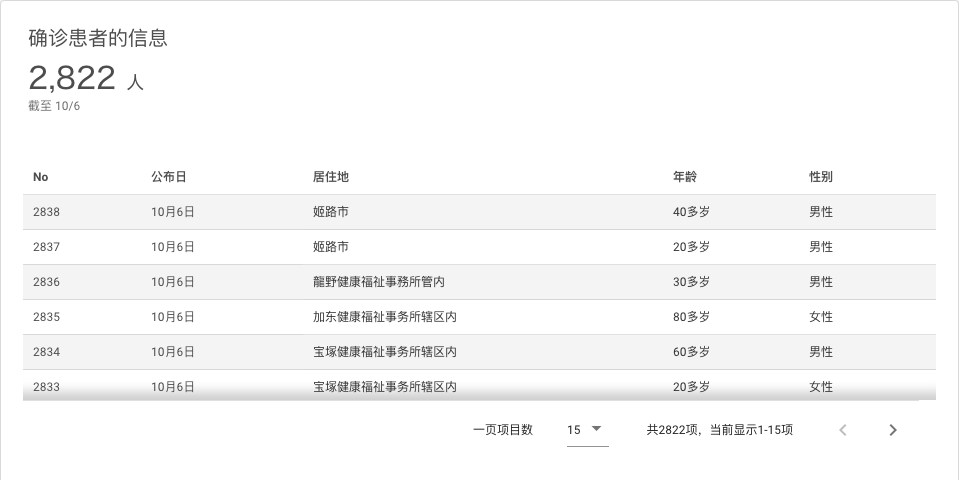 确诊患者的信息
2,822 人
截至 10/6
No 公布日 居住地 年龄 性别
2838 10月6日 姬路市 40多岁 男性
2837 10月6日 姬路市 20多岁 男性
2836 10月6日 龍野健康福祉事務所管内 30多岁 男性
2835 10月6日 加东健康福祉事务所辖区内 80多岁 女性
2834 10月6日 宝塚健康福祉事务所辖区内 60多岁 男性
2833 10月6日 宝塚健康福祉事务所辖区内 20多岁 女性
一页项目数 15 共2822项，当前显示1-15项